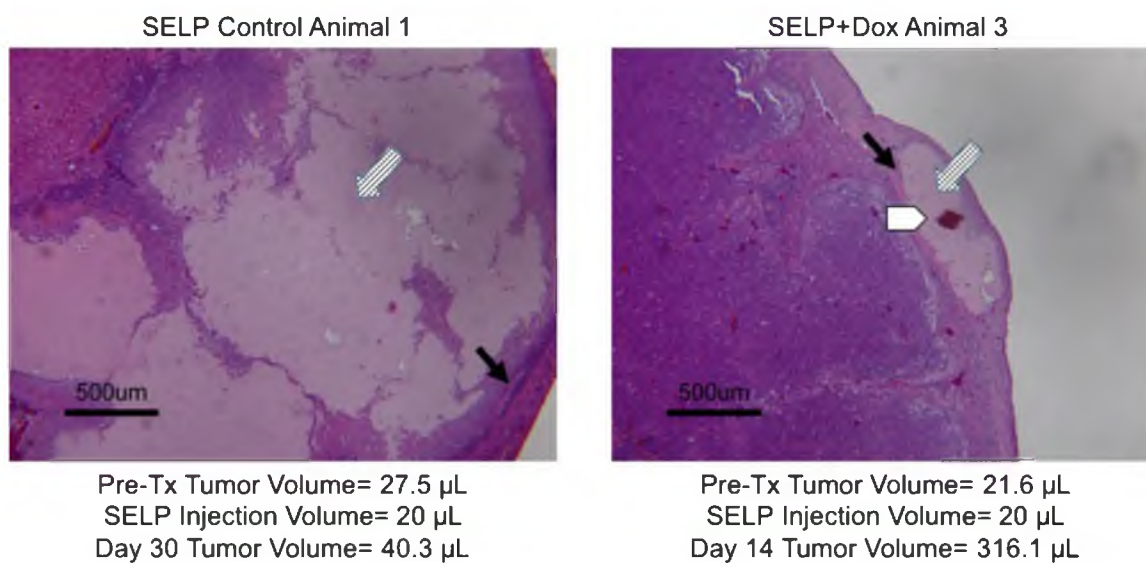 SELP Control Animal 1
500um
Pre-Tx Tumor Volume= 27.5 µL
SELP Injection Volume= 20 µL
Day 30 Tumor Volume= 40.3 µL
SELP+Dox Animal 3
500um
Pre-Tx Tumor Volume= 21.6 µL
SELP Injection Volume= 20 µL
Day 14 Tumor Volume= 316.1 µL